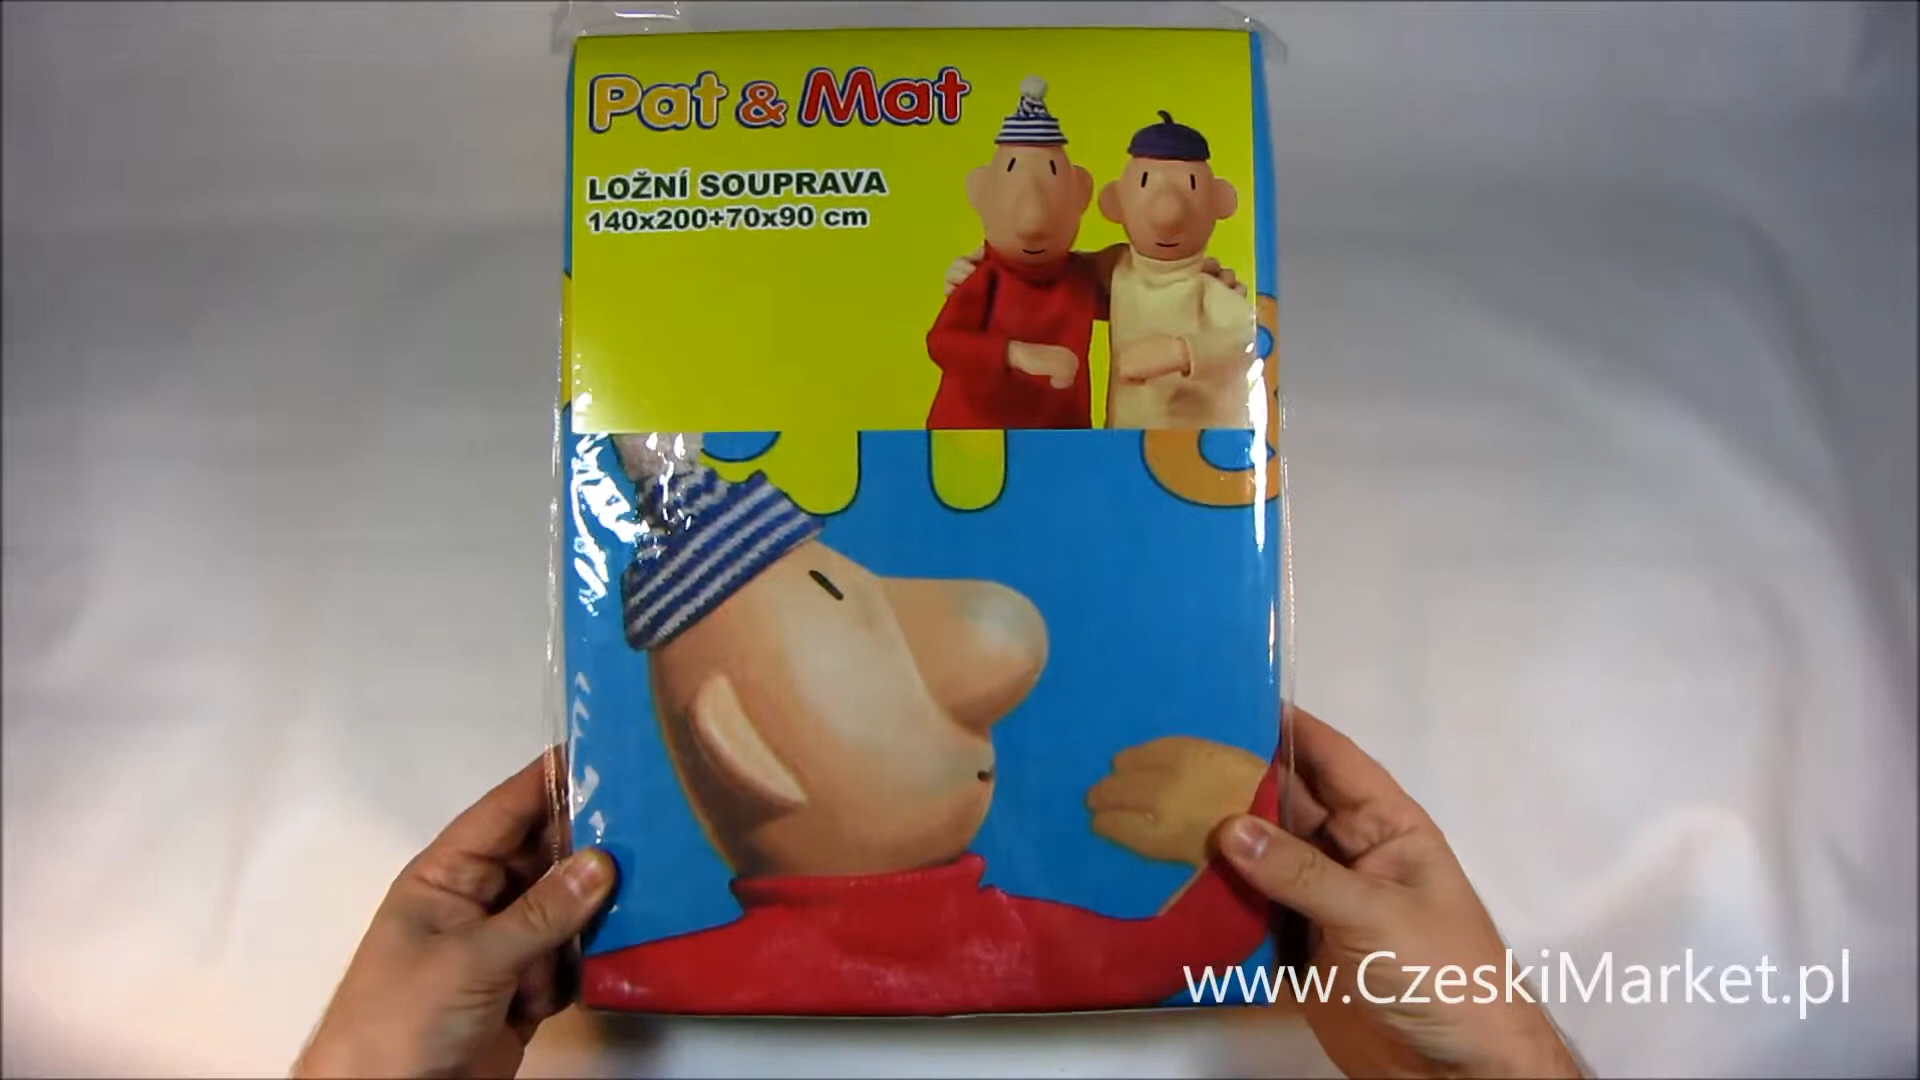 Pat & Mat
LOŽNÍ SOUPRAVA
140x200+70x90 cm
&
www.CzeskiMarket.pl